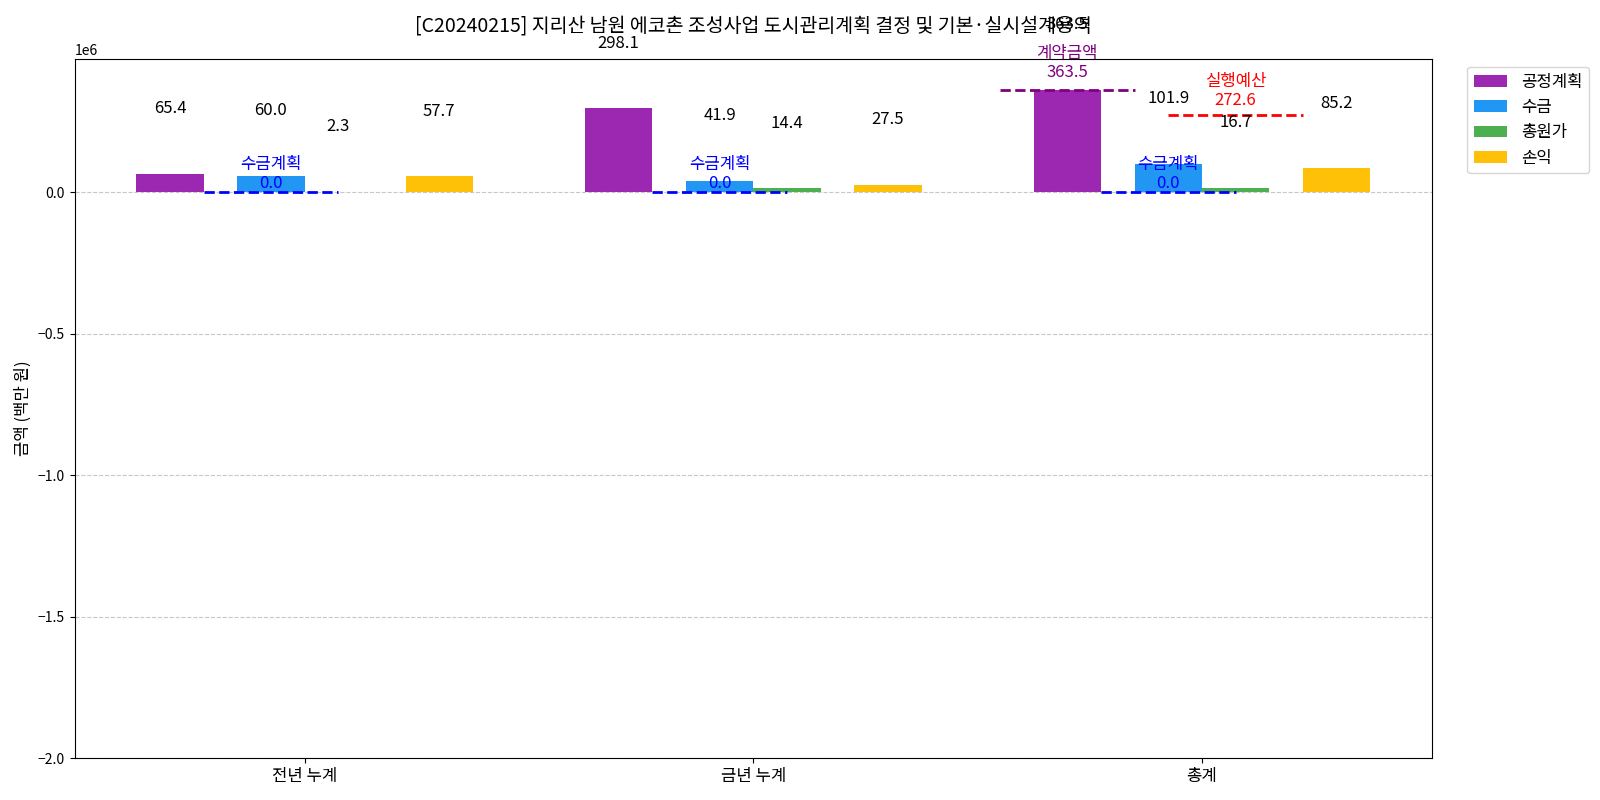 [C20240215] 지리산 남원 에코촌 조성사업 도시관리계획 결정 및 기본·실시설계용역
363.5
298.1
계약금액
363.5
1e6
실행예산
272.6
65.4
60.0
2.3
57.7
41.9
14.4
27.5
101.9
16.7
85.2
수금계획
0.0
수금계획
0.0
수금계획
0.0
공정계획
수금
총원가
손익
0.0
−0.5
−1.0
−1.5
−2.0
금액 (백만 원)
전년 누계
금년 누계
총계